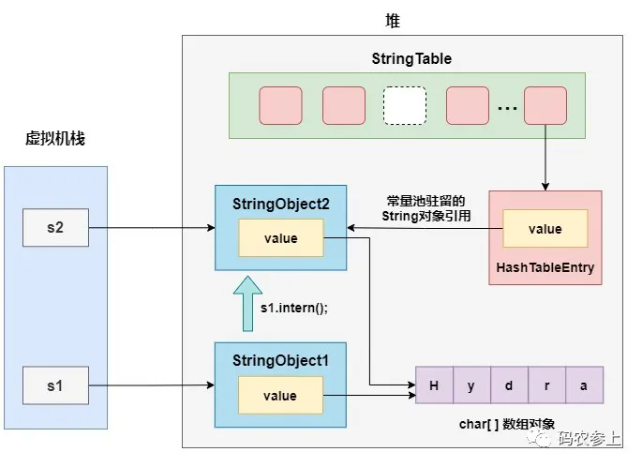 堆
StringTable
...
虚拟机栈
s2
StringObject2
value
常量池驻留的
String对象引用
value
HashTableEntry
s1.intern();
s1
StringObject1
value
H y d r a
char[ ] 数组对象
码农参上